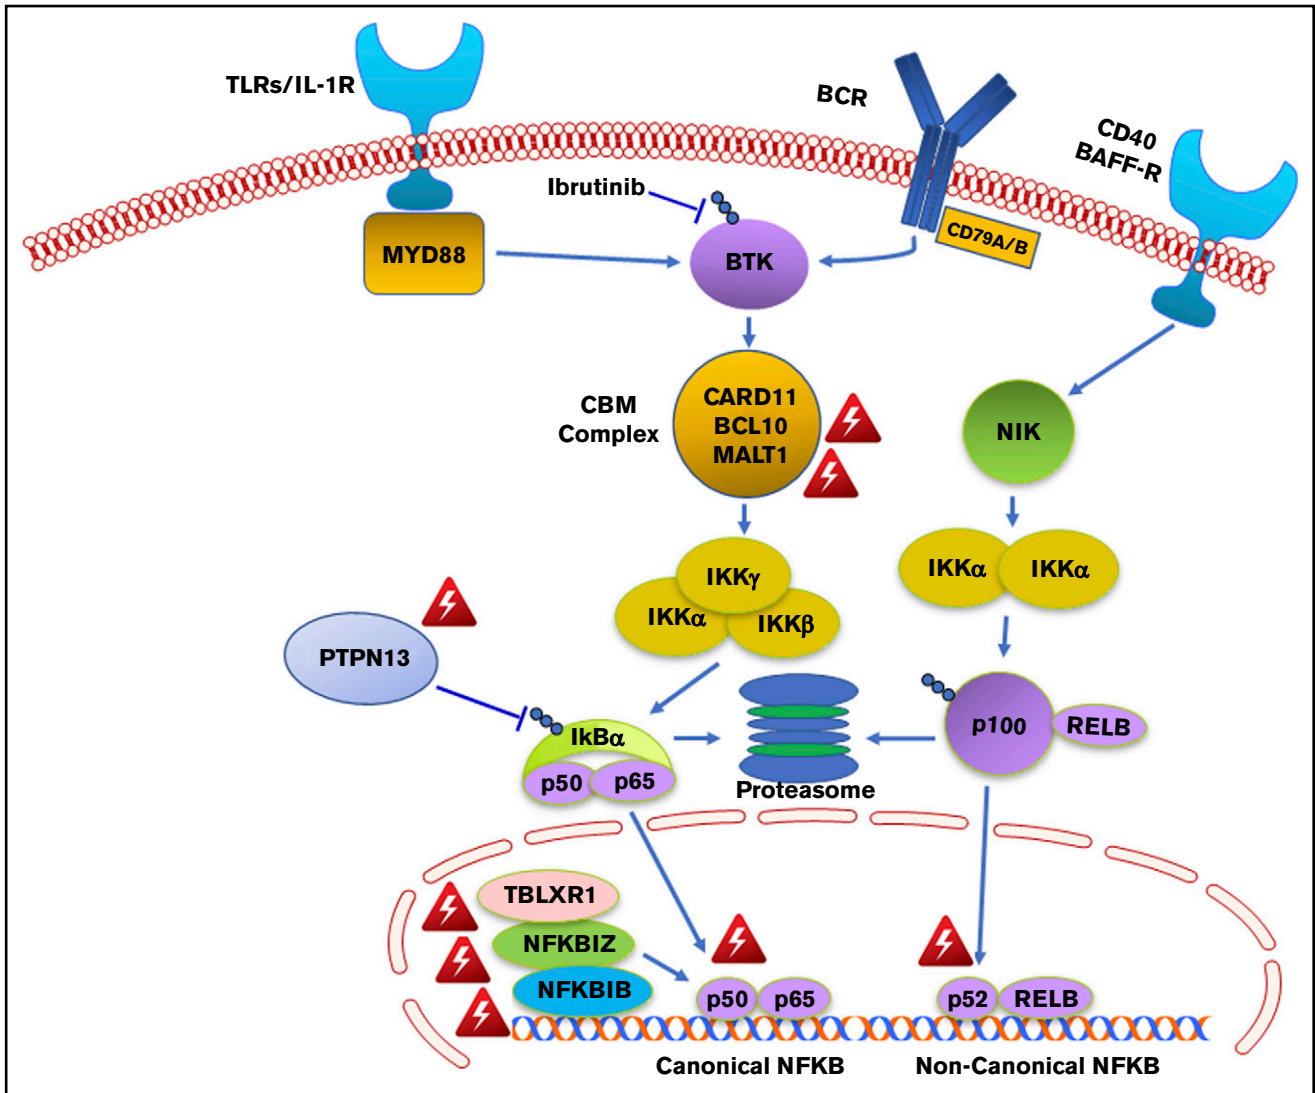 TLRs/IL-1R
BCR
CD40
BAFF-R
Ibrutinib
MYD88
BTK
CD79A/B
CBM
Complex
CARD11
BCL10
MALT1
NIK
IKKγ
IKKα
IKKβ
IKKα
IKKα
PTPN13
IkBα
p50
p65
Proteasome
p100
RELB
TBLXR1
NFKBIZ
NFKBIB
p50
p65
p52
RELB
Canonical NFKB
Non-Canonical NFKB